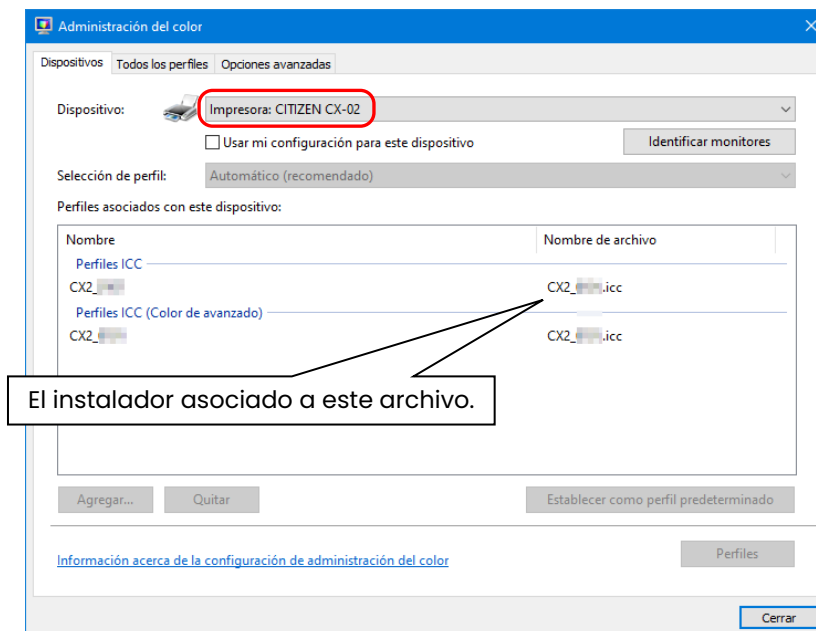 Administración del color
Dispositivos Todos los perfiles Opciones avanzadas
Dispositivo: Impresora: CITIZEN CX-02
Usar mi configuración para este dispositivo Identificar monitores
Selección de perfil: Automático (recomendado)
Perfiles asociados con este dispositivo:
Nombre Nombre de archivo
Perfiles ICC
CX2_ CX2_ .icc
Perfiles ICC (Color de avanzado)
CX2_ CX2_ .icc
El instalador asociado a este archivo.
Agregar... Quitar Establecer como perfil predeterminado
Información acerca de la configuración de administración del color Perfiles
Cerrar